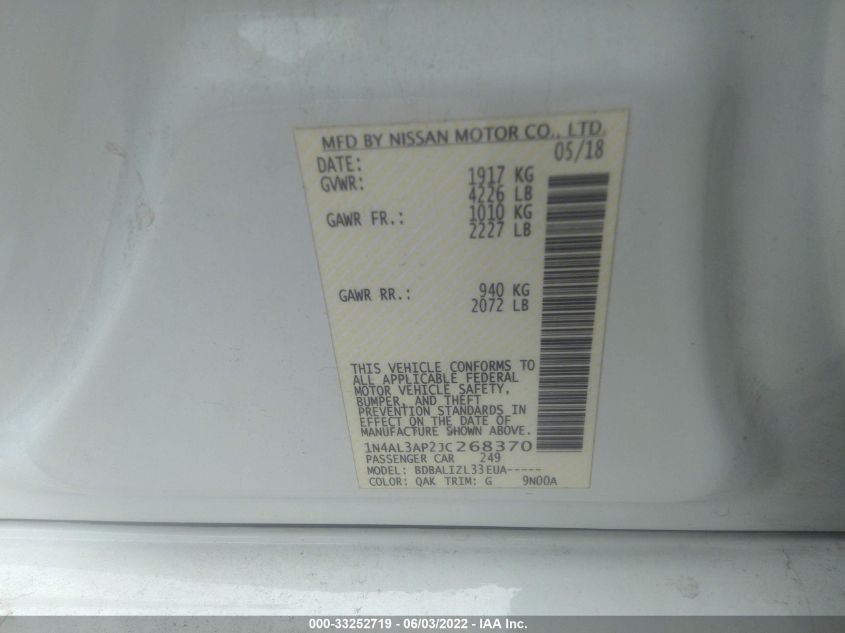 MFD BY NISSAN MOTOR CO., LTD.
DATE: 05/18
GVWR: 1917 KG
4226 LB
GAWR FR.: 1010 KG
2227 LB
GAWR RR.: 940 KG
2072 LB
THIS VEHICLE CONFORMS TO
ALL APPLICABLE FEDERAL
MOTOR VEHICLE SAFETY,
BUMPER, AND THEFT
PREVENTION STANDARDS IN
EFFECT ON THE DATE OF
MANUFACTURE SHOWN ABOVE.
1N4AL3AP2JC268370
PASSENGER CAR 249
MODEL: BDBALIZL33EUA-----
COLOR: QAK TRIM: G 9N00A
000-33252719 - 06/03/2022 - IAA Inc.